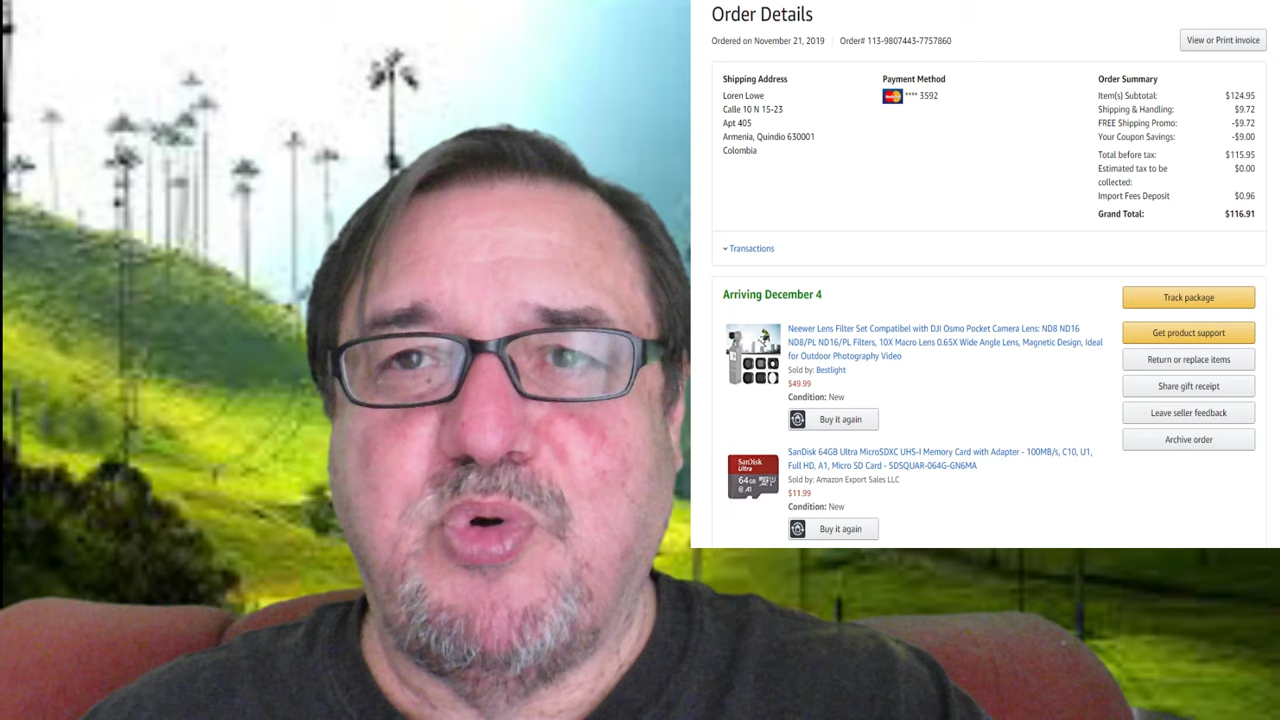 Order Details
Ordered on November 21, 2019
Order# 113-9807443-7757860
View or Print invoice
Shipping Address
Loren Lowe
Calle 10 N 15-23
Apt 405
Armenia, Quindio 630001
Colombia
Payment Method
**** 3592
Order Summary
Item(s) Subtotal: $124.95
Shipping & Handling: $9.72
FREE Shipping Promo: -$9.72
Your Coupon Savings: -$9.00
Total before tax: $115.95
Estimated tax to be $0.00
collected:
Import Fees Deposit $0.96
Grand Total: $116.91
Transactions
Arriving December 4
Neewer Lens Filter Set Compatibel with DJI Osmo Pocket Camera Lens: ND8 ND16
ND8/PL ND16/PL Filters, 10X Macro Lens 0.65X Wide Angle Lens, Magnetic Design, Ideal
for Outdoor Photography Video
Sold by: Bestlight
$49.99
Condition: New
Buy it again
SanDisk
Ultra
64GB
A1
SanDisk 64GB Ultra MicroSDXC UHS-I Memory Card with Adapter - 100MB/s, C10, U1,
Full HD, A1, Micro SD Card - SDSQUAR-064G-GN6MA
Sold by: Amazon Export Sales LLC
$11.99
Condition: New
Buy it again
Track package
Get product support
Return or replace items
Share gift receipt
Leave seller feedback
Archive order